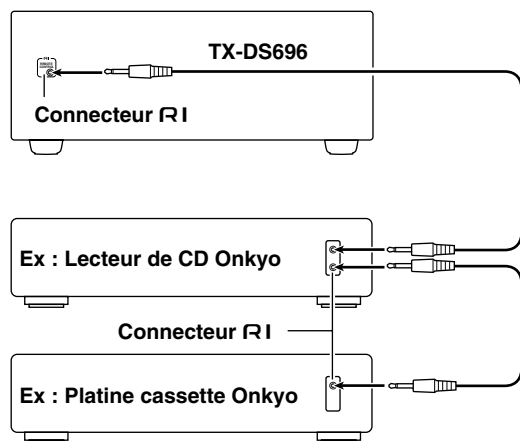 TX-DS696
Connecteur RI
Ex : Lecteur de CD Onkyo
Connecteur RI
Ex : Platine cassette Onkyo